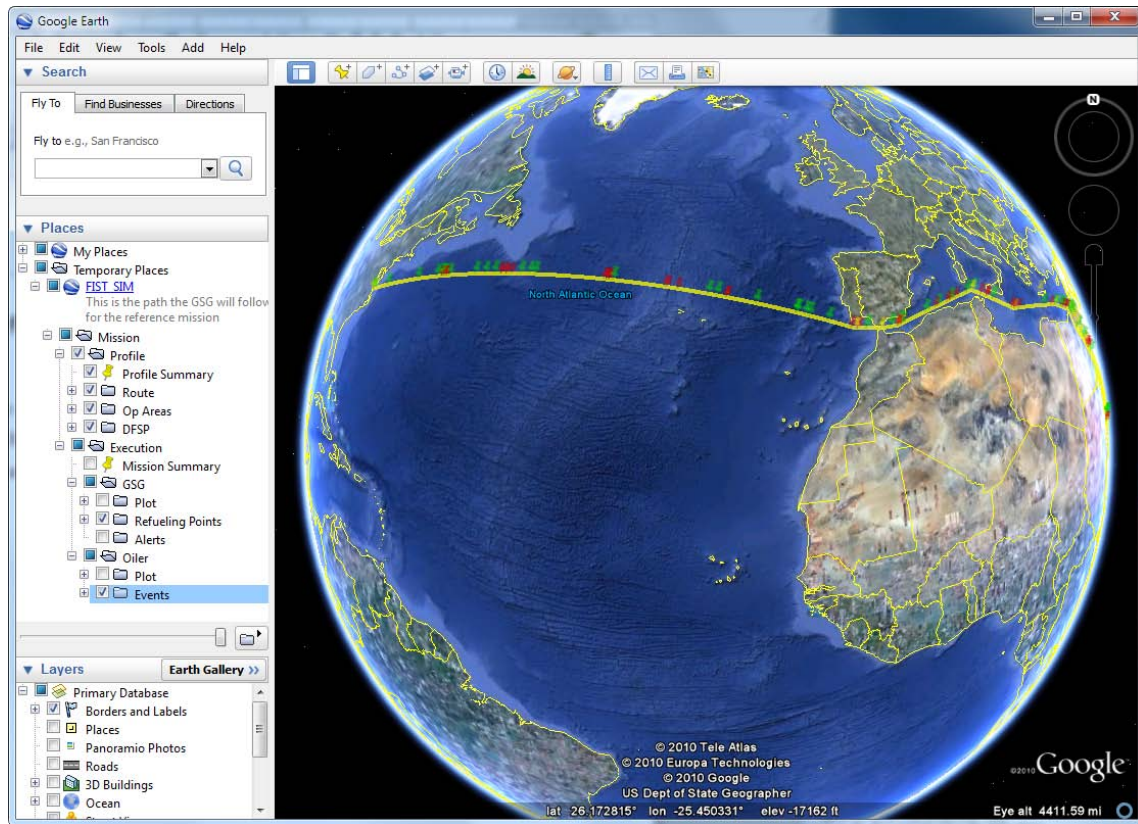 Google Earth
File Edit View Tools Add Help
Search
Fly To Find Businesses Directions
Fly to e.g., San Francisco
Places
My Places
Temporary Places
FIST_SIM
This is the path the GSG will follow
for the reference mission
Mission
Profile
Profile Summary
Route
Op Areas
DFSP
Execution
Mission Summary
GSG
Plot
Refueling Points
Alerts
Oiler
Plot
Events
Layers
Earth Gallery >>
Primary Database
Borders and Labels
Places
Panoramio Photos
Roads
3D Buildings
Ocean
N
North Atlantic Ocean
© 2010 Tele Atlas
© 2010 Europa Technologies
© 2010 Google
US Dept of State Geographer
©2010 Google
lat 26.172815° lon -25.450331° elev -17162 ft
Eye alt 4411.59 mi